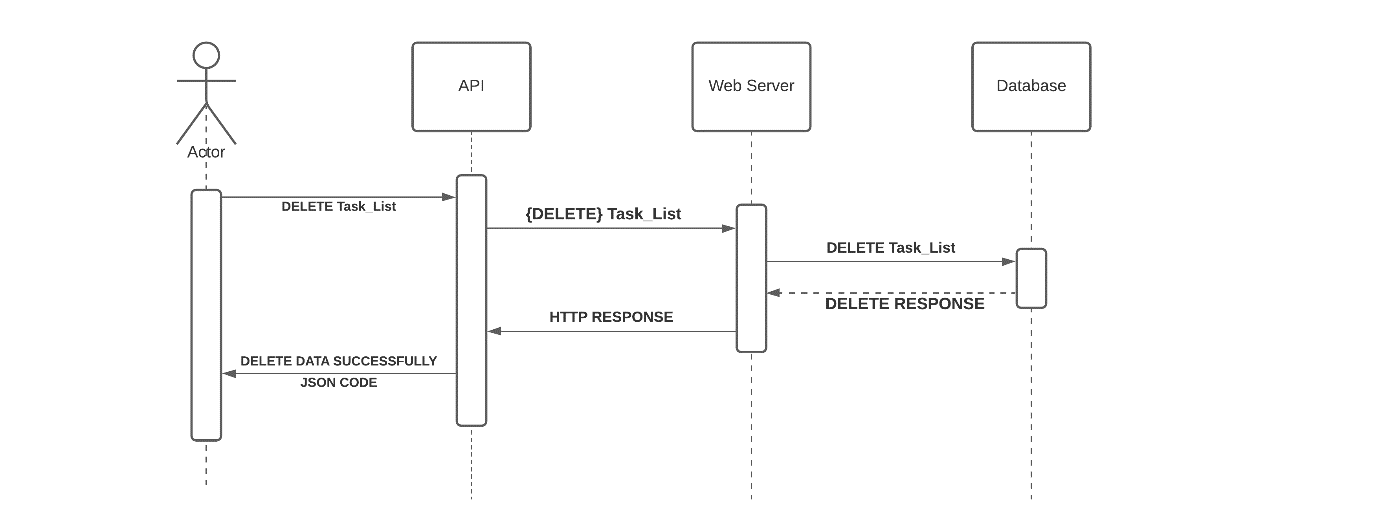 API
Web Server
Database
Actor
DELETE Task_List
{DELETE} Task_List
DELETE Task_List
DELETE RESPONSE
HTTP RESPONSE
DELETE DATA SUCCESSFULLY
JSON CODE